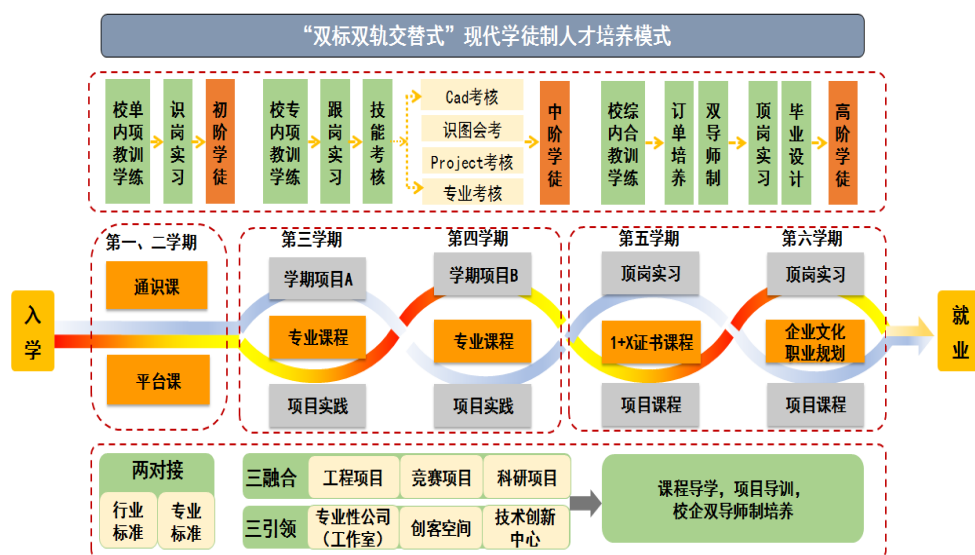 “双标双轨交替式”现代学徒制人才培养模式
校内教学
单项训练
识岗实习
初阶学徒
校内教学
专项训练
跟岗实习
技能考核
Cad考核
识图会考
Project考核
专业考核
中阶学徒
校内教学
综合训练
订单培养
双导师制
顶岗实习
毕业设计
高阶学徒
第一、二学期
第三学期
第四学期
第五学期
第六学期
入学
通识课
平台课
学期项目A
专业课程
项目实践
学期项目B
专业课程
项目实践
顶岗实习
1+X证书课程
项目课程
顶岗实习
企业文化
职业规划
项目课程
就业
两对接
行业
标准
专业
标准
三融合
工程项目
竞赛项目
科研项目
三引领
专业性公司
（工作室）
创客空间
技术创新
中心
课程导学，项目导训，
校企双导师制培养